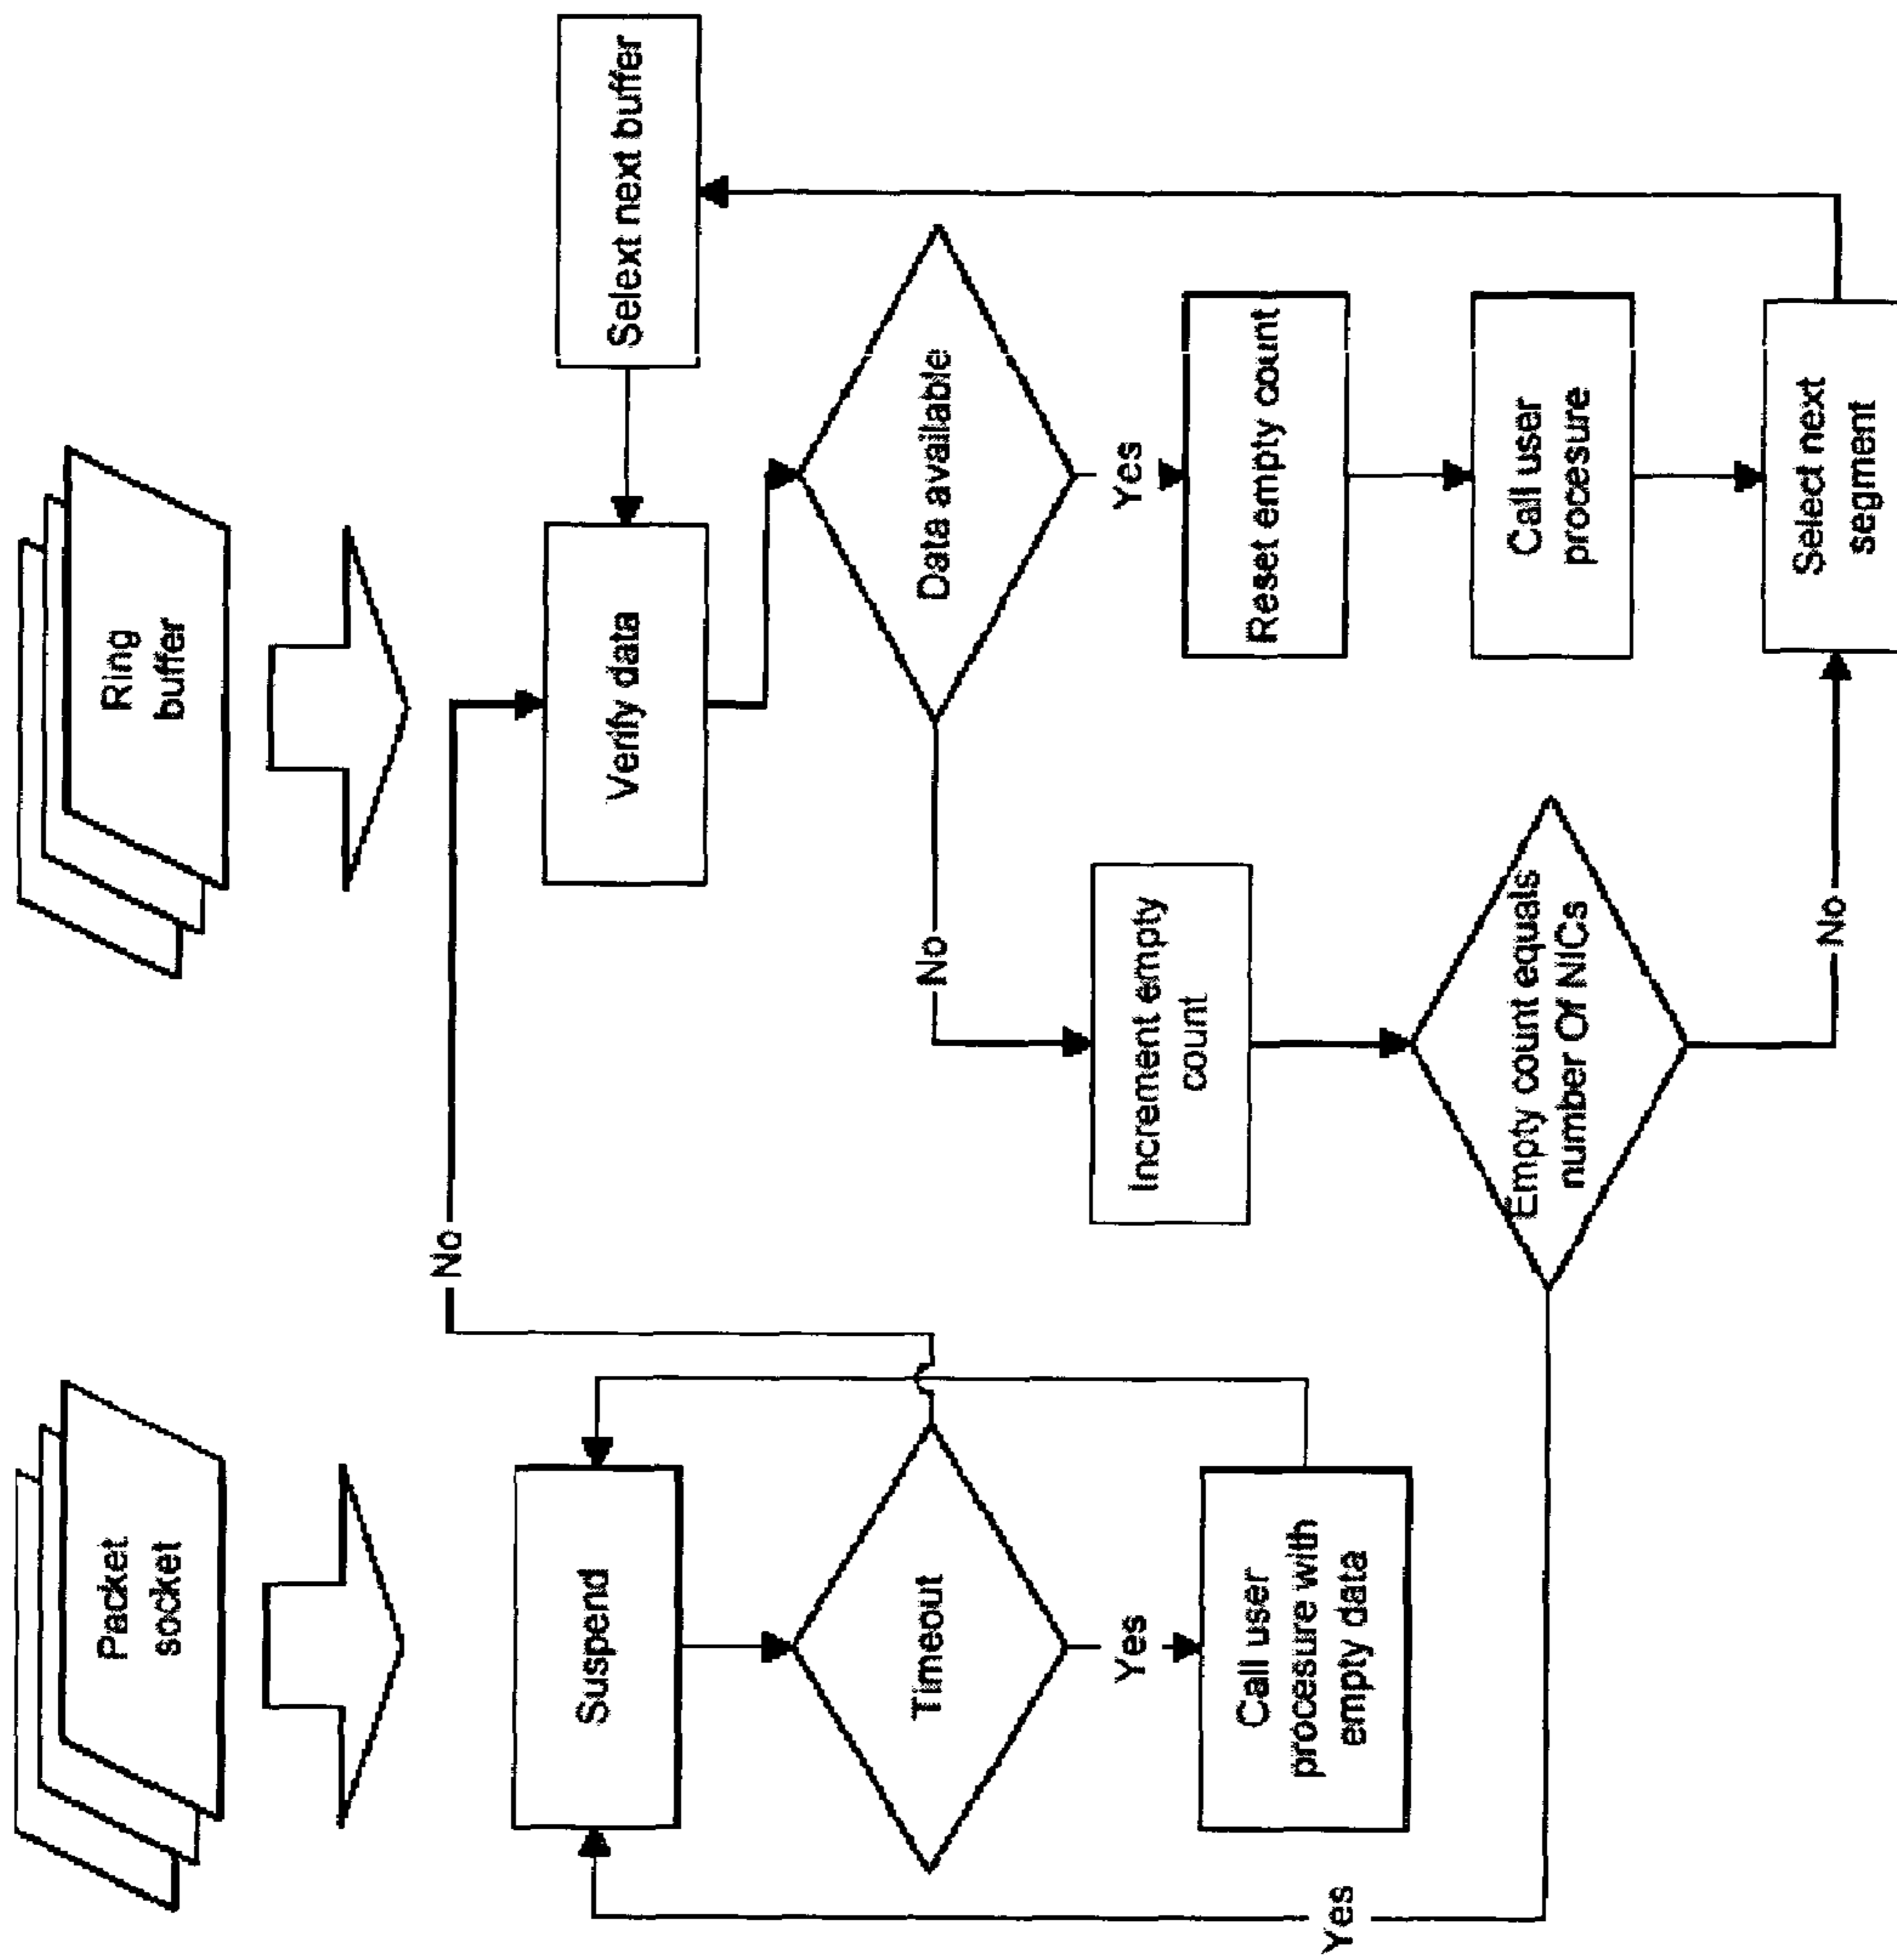 Packet
socket
Ring
buffer
No
Suspend
Verify data
Selext next buffer
Timeout
Data available
Yes
No
Yes
Call user
procesure with
empty data
Increment empty
count
Reset empty count
Empty count equals
number Of NICs
Call user
procesure
Yes
No
Select next
segment